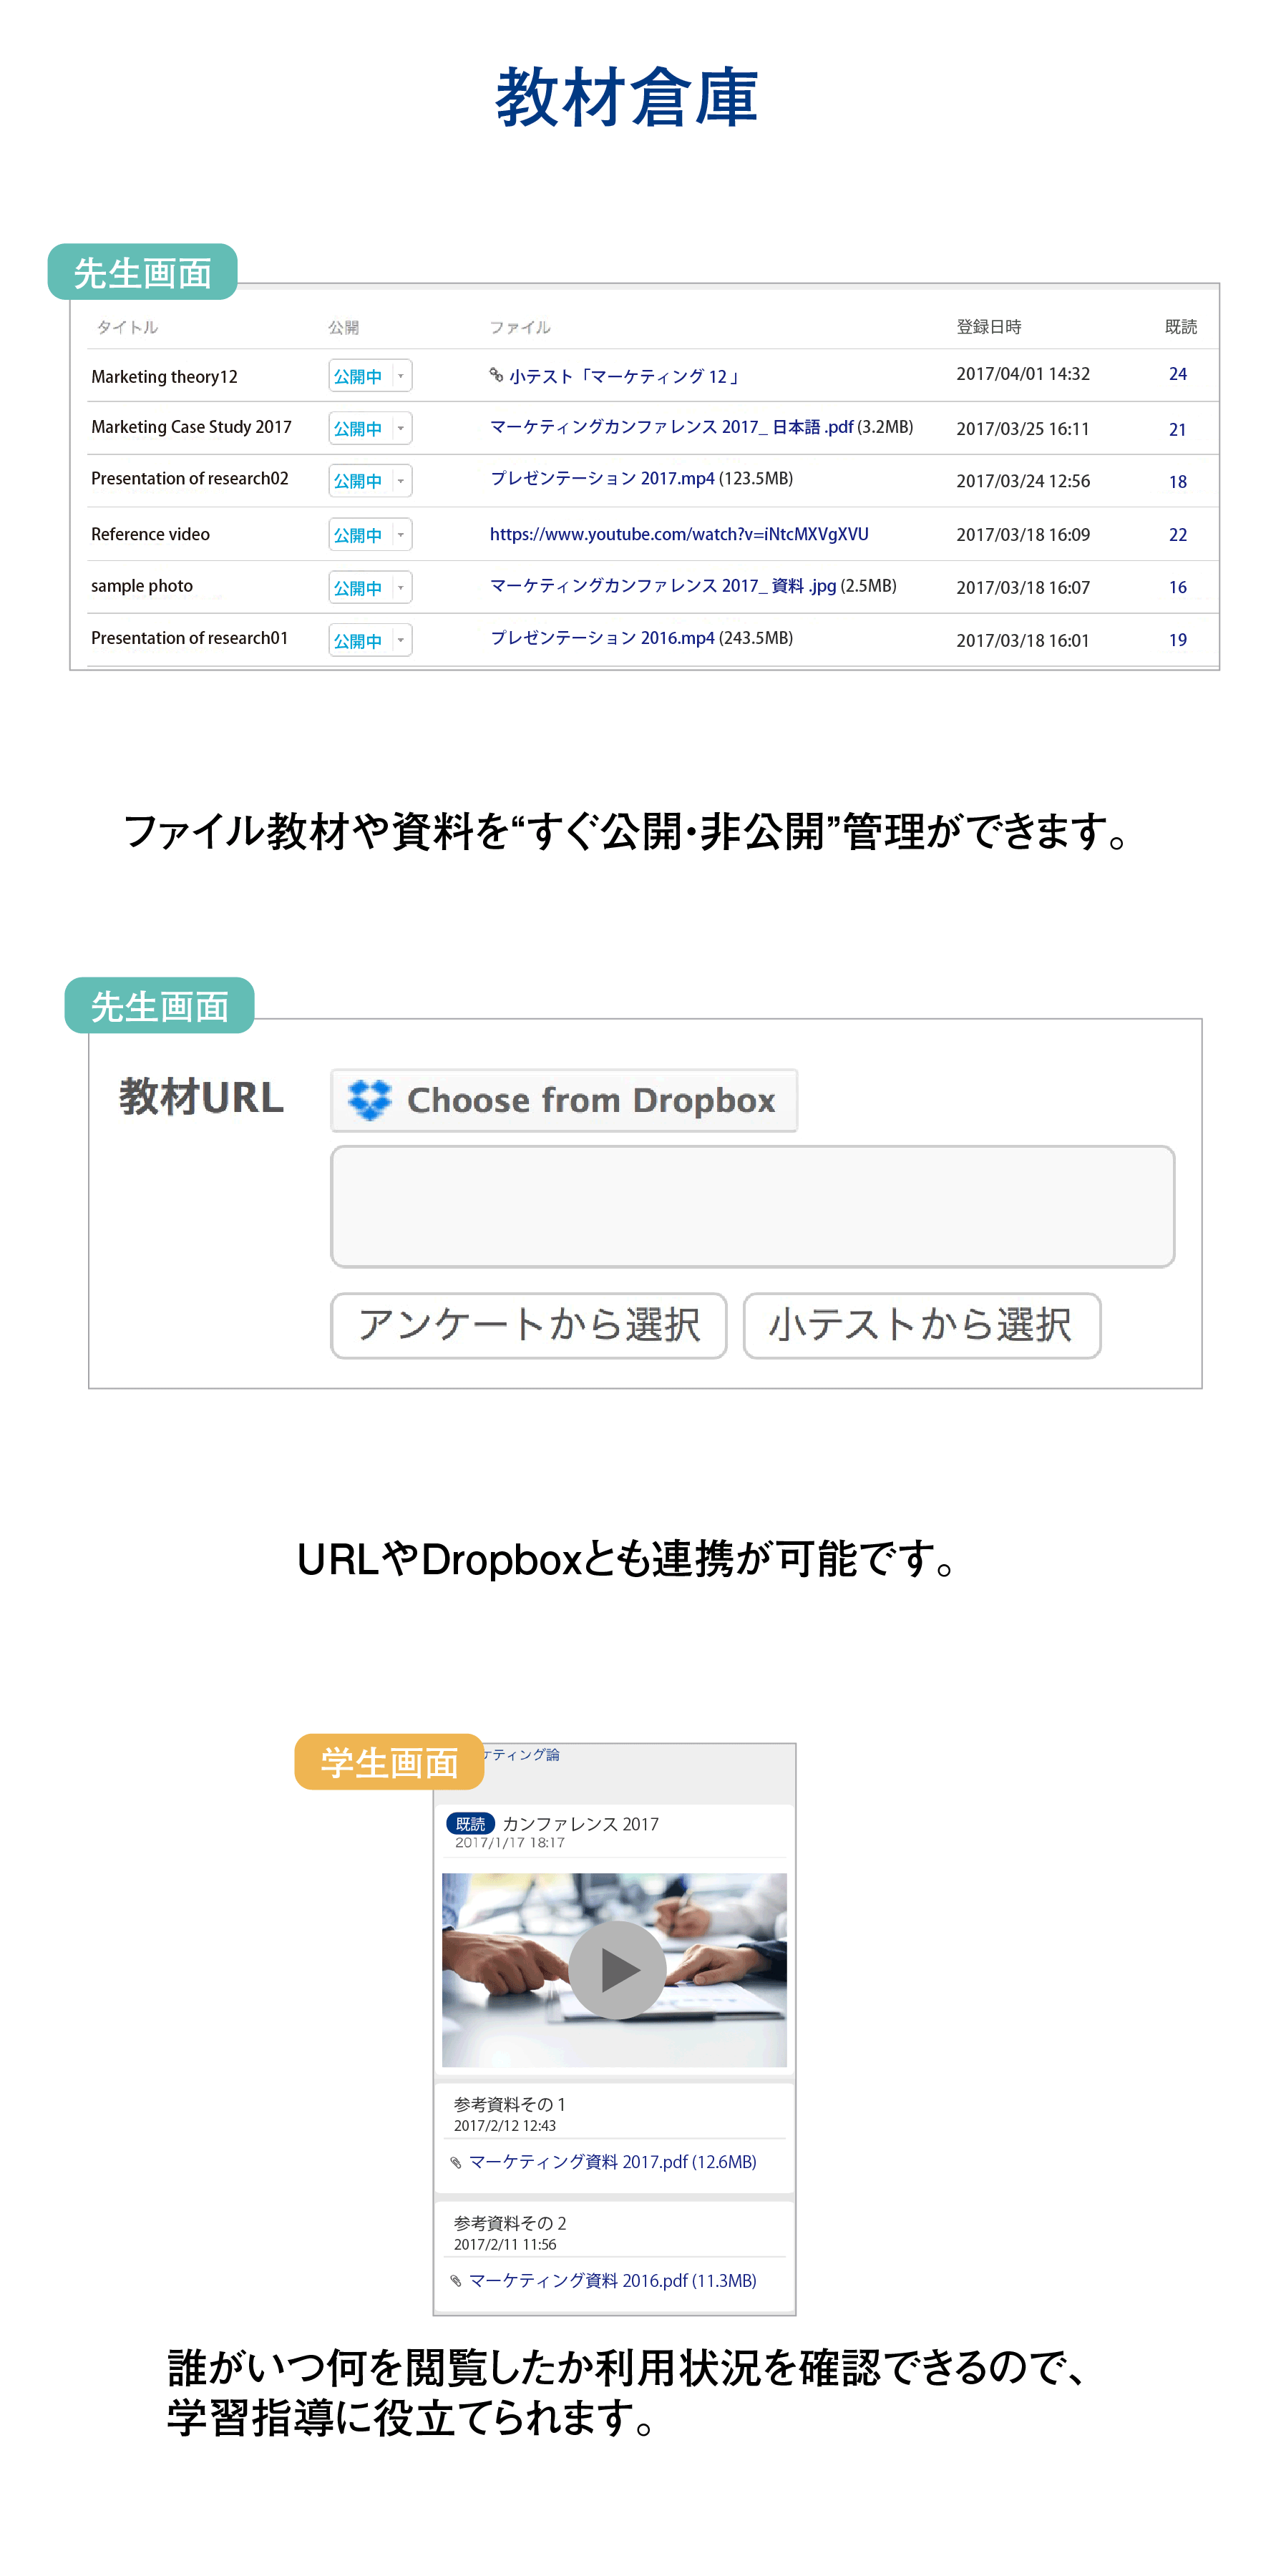 教材倉庫
先生画面
タイトル 公開 ファイル 登録日時 既読
Marketing theory12 公開中 小テスト「マーケティング 12 」 2017/04/01 14:32 24
Marketing Case Study 2017 公開中 マーケティングカンファレンス 2017_ 日本語 .pdf (3.2MB) 2017/03/25 16:11 21
Presentation of research02 公開中 プレゼンテーション 2017.mp4 (123.5MB) 2017/03/24 12:56 18
Reference video 公開中 https://www.youtube.com/watch?v=iNtcMXVgXVU 2017/03/18 16:09 22
sample photo 公開中 マーケティングカンファレンス 2017_ 資料 .jpg (2.5MB) 2017/03/18 16:07 16
Presentation of research01 公開中 プレゼンテーション 2016.mp4 (243.5MB) 2017/03/18 16:01 19
ファイル教材や資料を“すぐ公開・非公開”管理ができます。
先生画面
教材URL Choose from Dropbox
アンケートから選択 小テストから選択
URLやDropboxとも連携が可能です。
学生画面
ケティング論
既読 カンファレンス 2017
2017/1/17 18:17
参考資料その 1
2017/2/12 12:43
マーケティング資料 2017.pdf (12.6MB)
参考資料その 2
2017/2/11 11:56
マーケティング資料 2016.pdf (11.3MB)
誰がいつ何を閲覧したか利用状況を確認できるので、
学習指導に役立てられます。